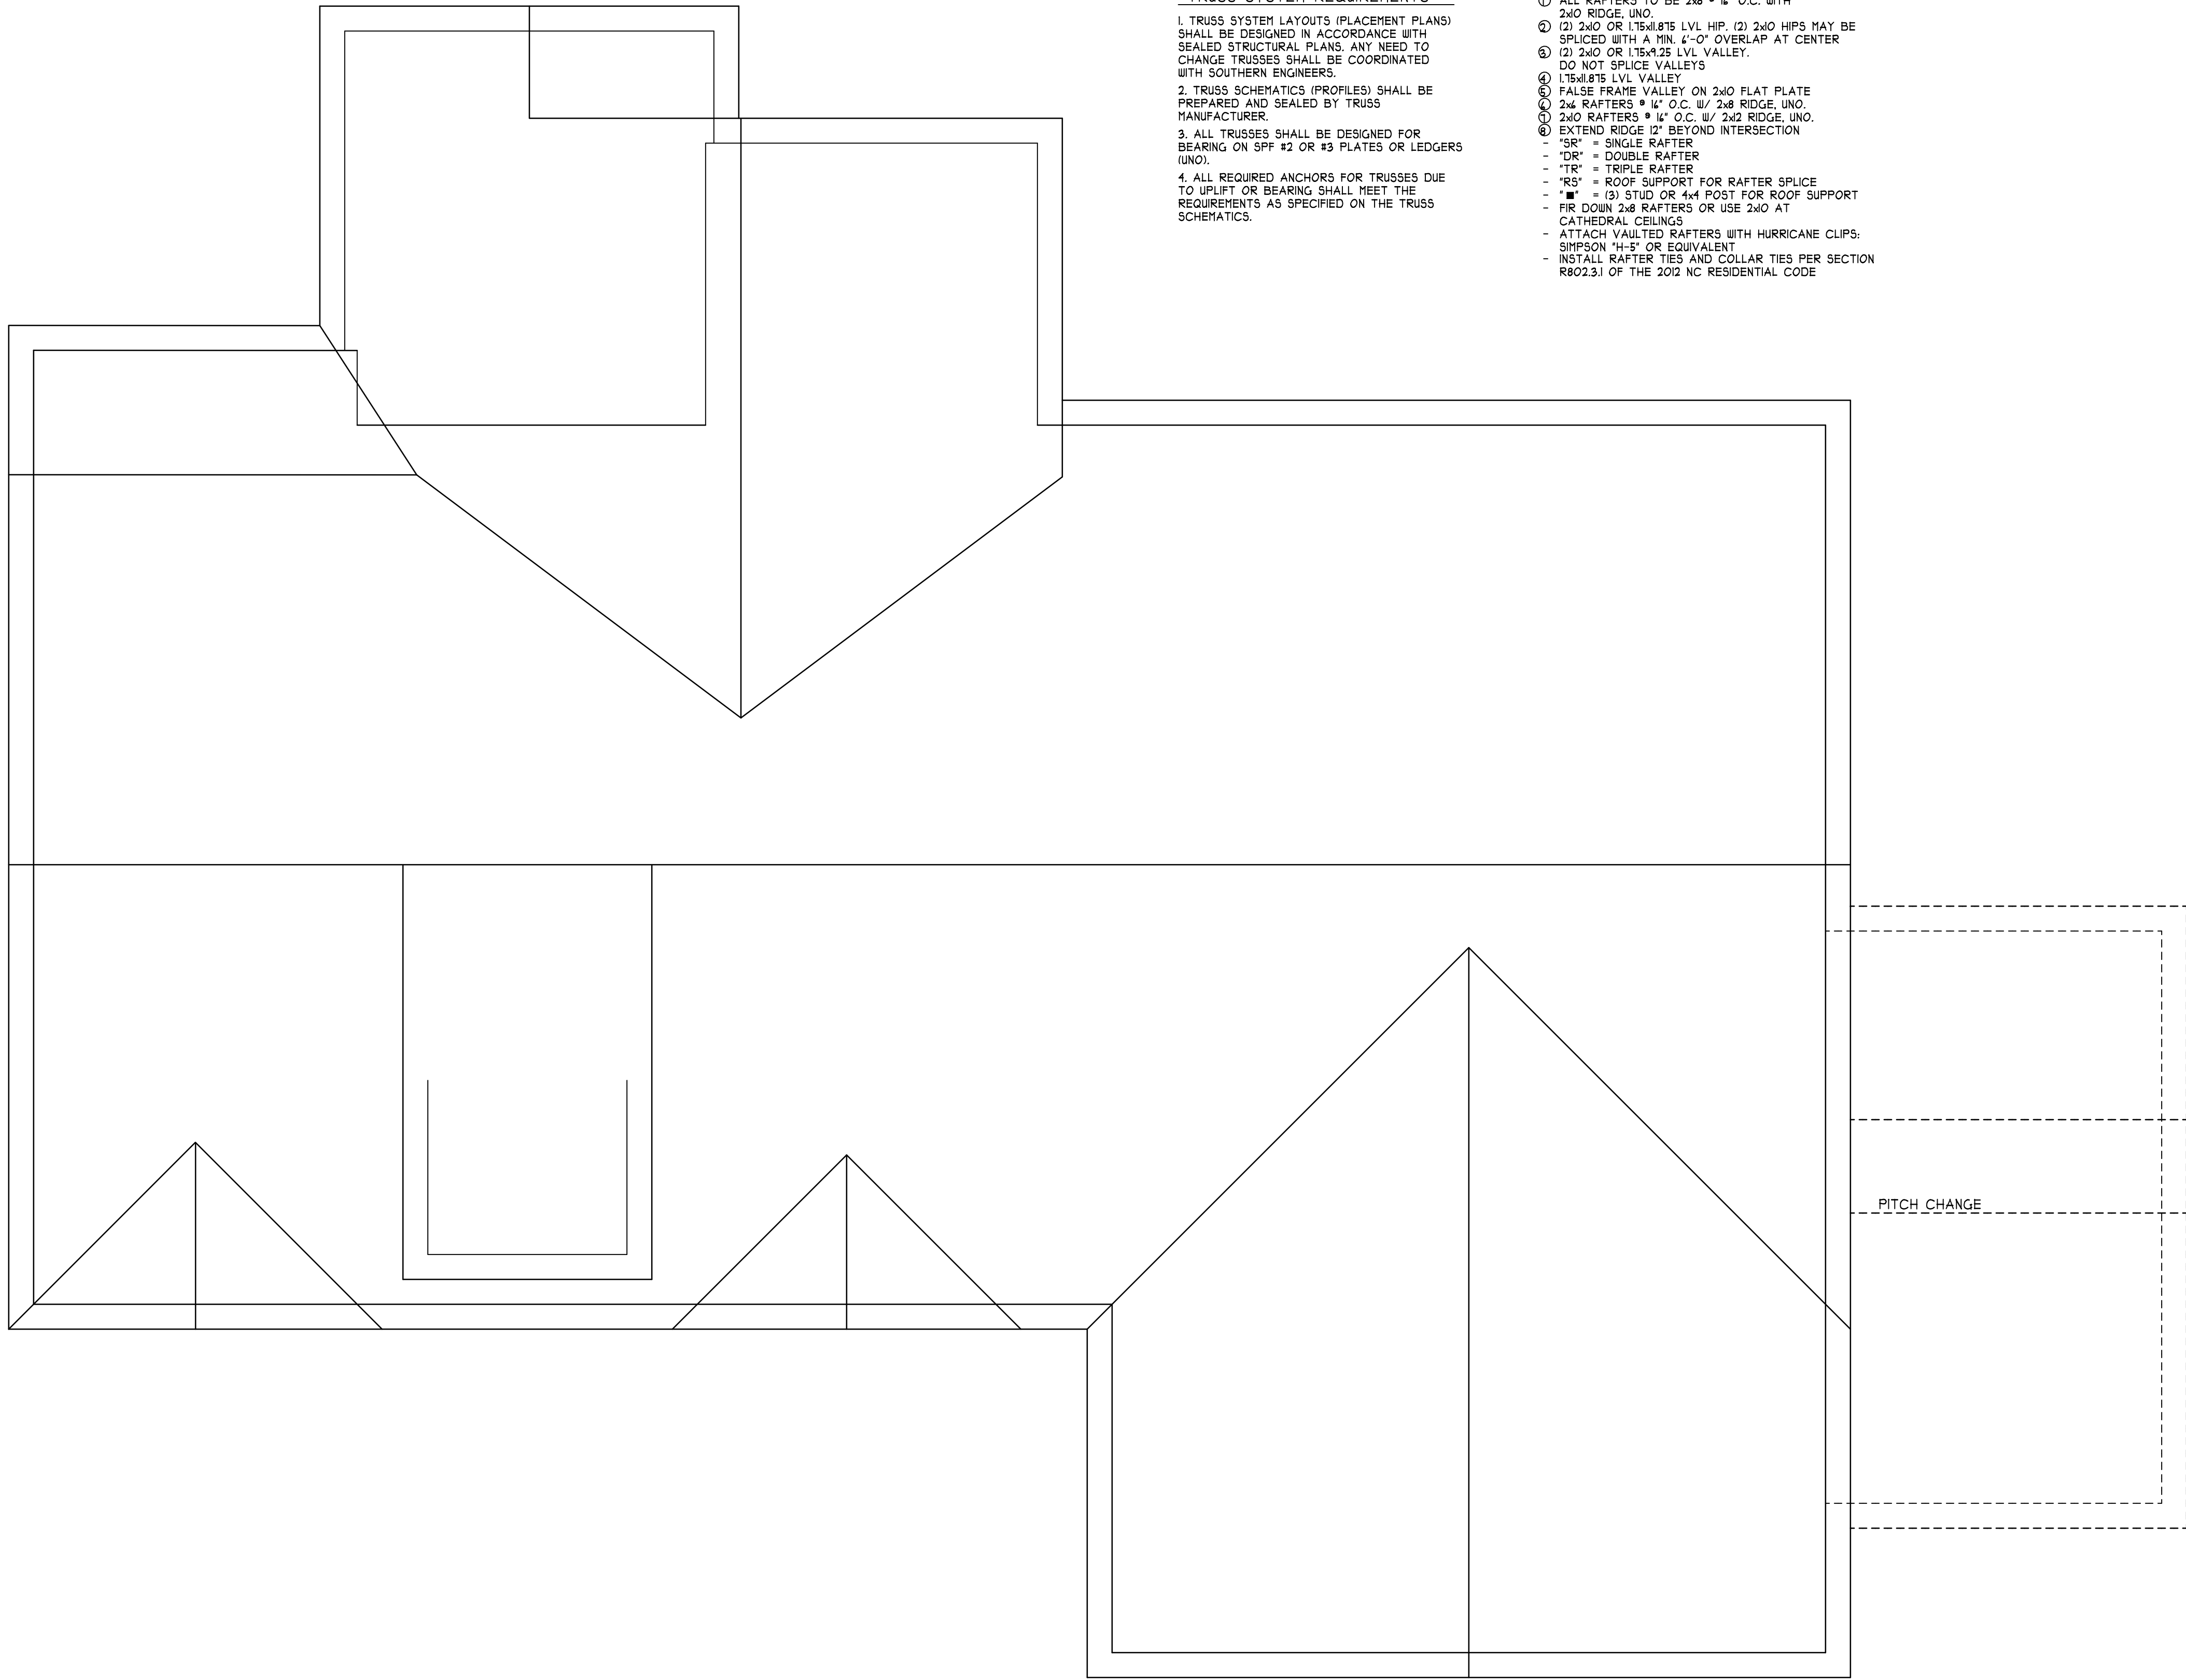 TRUSS SYSTEM REQUIREMENTS
1. TRUSS SYSTEM LAYOUTS (PLACEMENT PLANS)
SHALL BE DESIGNED IN ACCORDANCE WITH
SEALED STRUCTURAL PLANS. ANY NEED TO
CHANGE TRUSSES SHALL BE COORDINATED
WITH SOUTHERN ENGINEERS.
2. TRUSS SCHEMATICS (PROFILES) SHALL BE
PREPARED AND SEALED BY TRUSS
MANUFACTURER.
3. ALL TRUSSES SHALL BE DESIGNED FOR
BEARING ON SPF #2 OR #3 PLATES OR LEDGERS
(UNO).
4. ALL REQUIRED ANCHORS FOR TRUSSES DUE
TO UPLIFT OR BEARING SHALL MEET THE
REQUIREMENTS AS SPECIFIED ON THE TRUSS
SCHEMATICS.
① ALL RAFTERS TO BE 2x8 @ 16" O.C. WITH
2x10 RIDGE, UNO.
② (2) 2x10 OR 1.75x11.875 LVL HIP. (2) 2x10 HIPS MAY BE
SPLICED WITH A MIN. 6'-0" OVERLAP AT CENTER
③ (2) 2x10 OR 1.75x9.25 LVL VALLEY.
DO NOT SPLICE VALLEYS
④ 1.75x11.875 LVL VALLEY
⑤ FALSE FRAME VALLEY ON 2x10 FLAT PLATE
⑥ 2x6 RAFTERS @ 16" O.C. W/ 2x8 RIDGE, UNO.
⑦ 2x10 RAFTERS @ 16" O.C. W/ 2x12 RIDGE, UNO.
⑧ EXTEND RIDGE 12" BEYOND INTERSECTION
- "SR" = SINGLE RAFTER
- "DR" = DOUBLE RAFTER
- "TR" = TRIPLE RAFTER
- "RS" = ROOF SUPPORT FOR RAFTER SPLICE
- "■" = (3) STUD OR 4x4 POST FOR ROOF SUPPORT
- FIR DOWN 2x8 RAFTERS OR USE 2x10 AT
CATHEDRAL CEILINGS
- ATTACH VAULTED RAFTERS WITH HURRICANE CLIPS:
SIMPSON "H-5" OR EQUIVALENT
- INSTALL RAFTER TIES AND COLLAR TIES PER SECTION
R802.3.1 OF THE 2012 NC RESIDENTIAL CODE
PITCH CHANGE